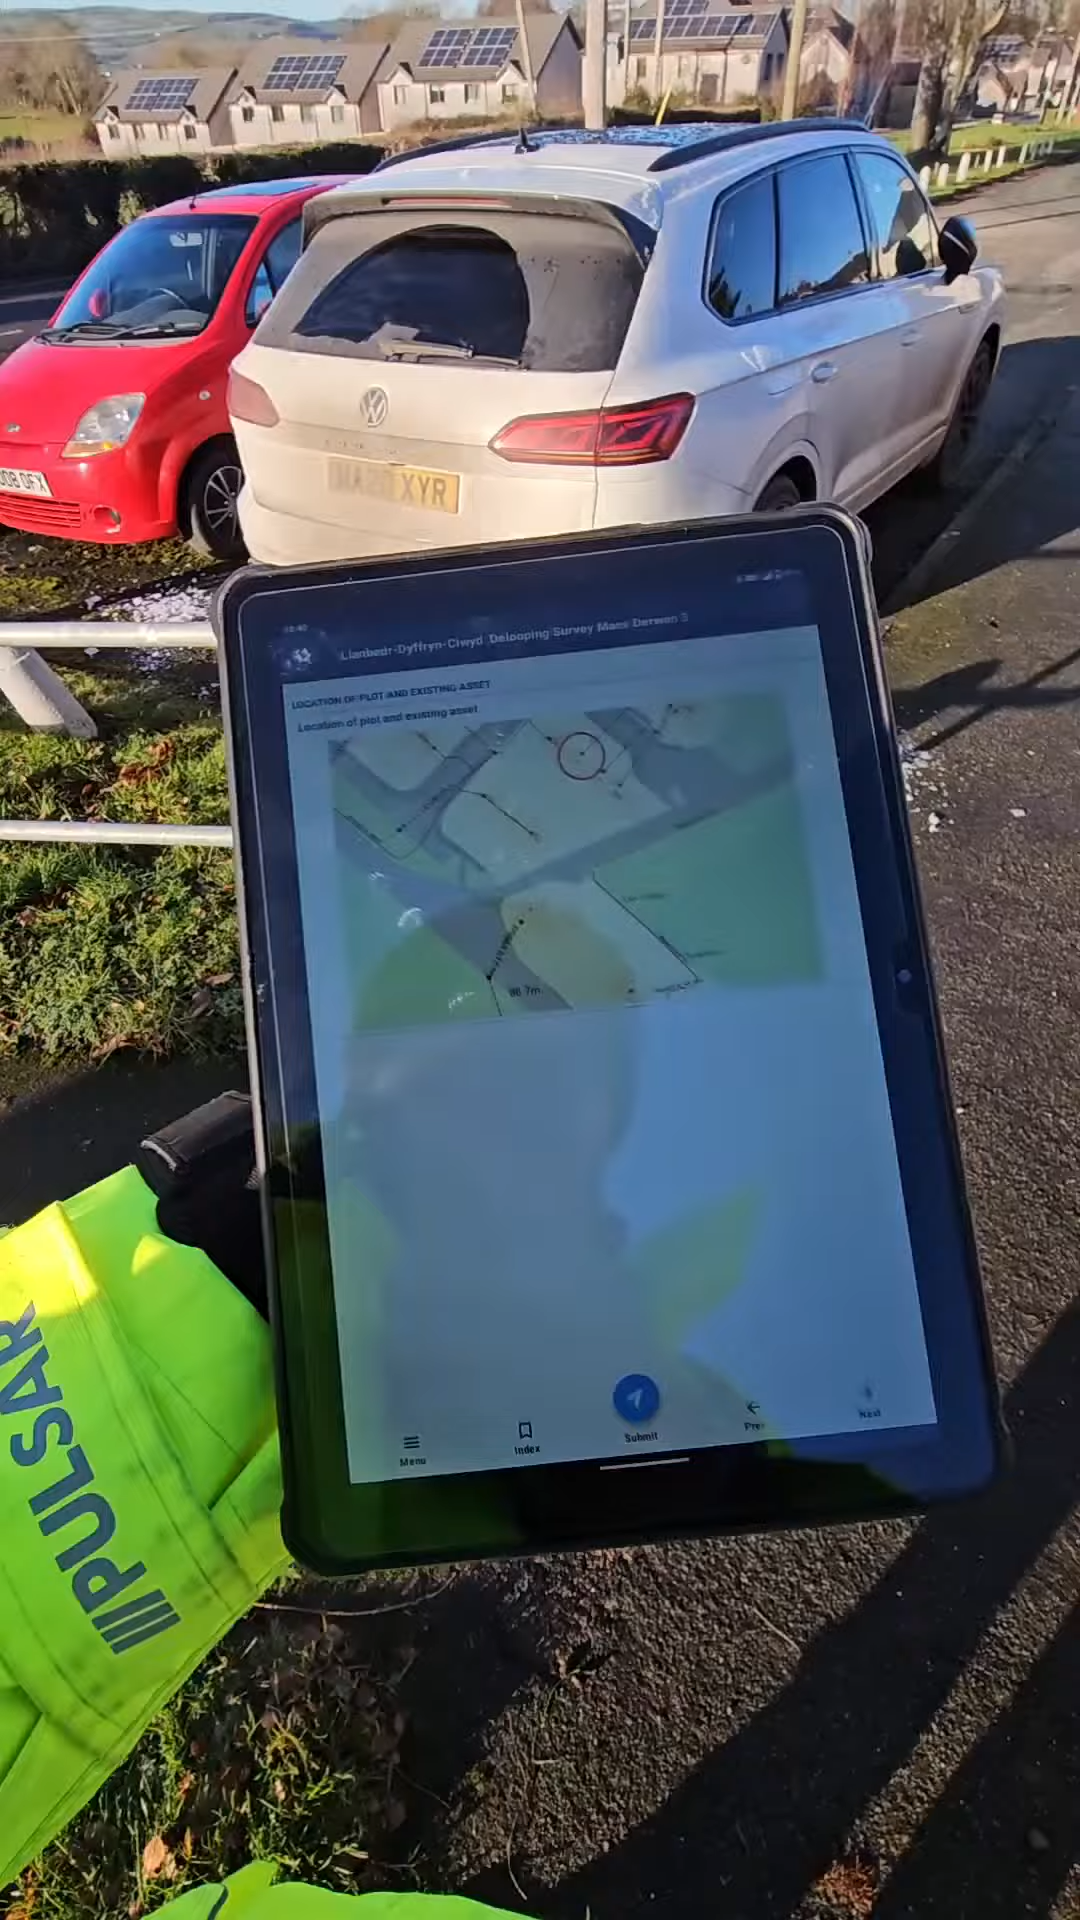 XYR
Llanbedr-Dyffryn-Clwyd Delooping Survey Maes Derwen 3
LOCATION OF PLOT AND EXISTING ASSET
Location of plot and existing asset
Menu
Index
Submit
Prev
Next
|||PULSAR